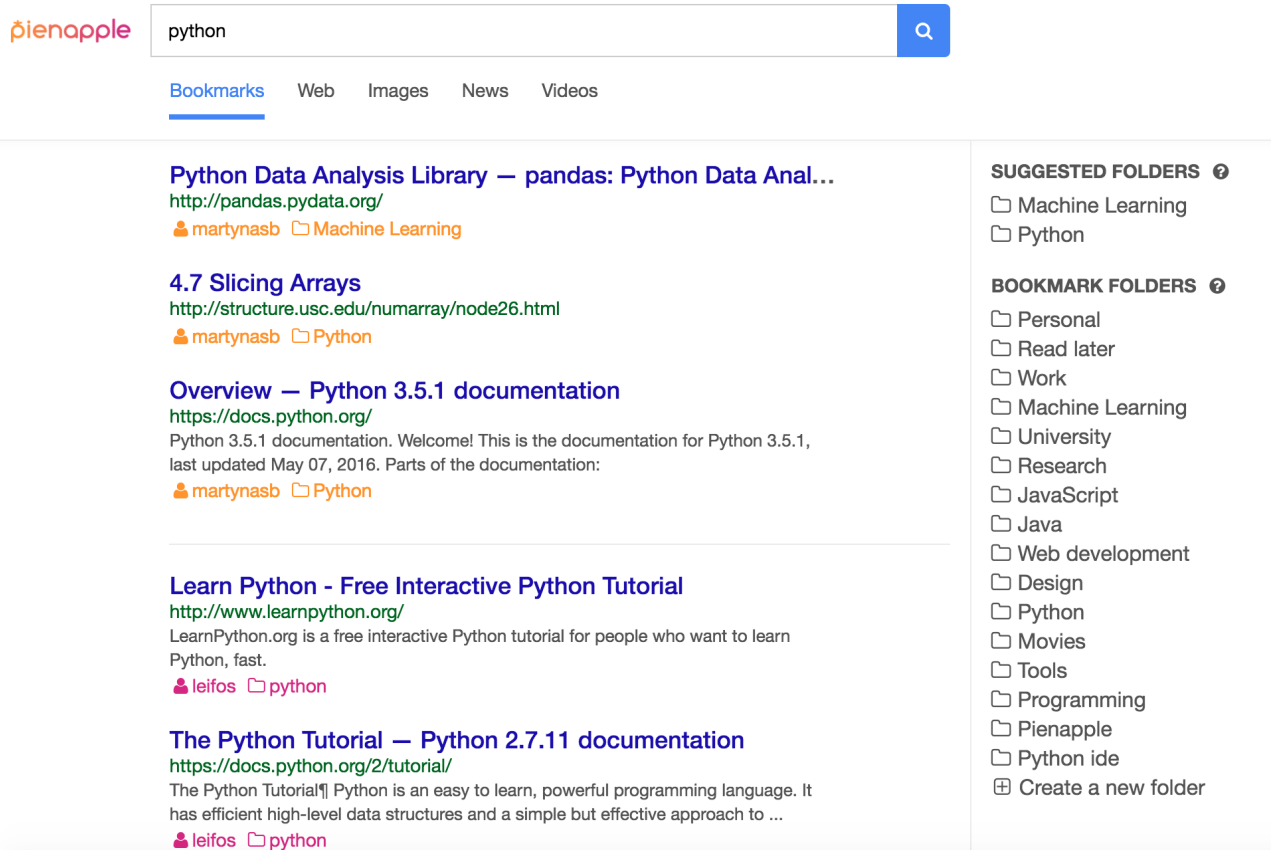 pienapple
python
Bookmarks Web Images News Videos
Python Data Analysis Library — pandas: Python Data Anal...
http://pandas.pydata.org/
martynasb Machine Learning
4.7 Slicing Arrays
http://structure.usc.edu/numarray/node26.html
martynasb Python
Overview — Python 3.5.1 documentation
https://docs.python.org/
Python 3.5.1 documentation. Welcome! This is the documentation for Python 3.5.1,
last updated May 07, 2016. Parts of the documentation:
martynasb Python
Learn Python - Free Interactive Python Tutorial
http://www.learnpython.org/
LearnPython.org is a free interactive Python tutorial for people who want to learn
Python, fast.
leifos python
The Python Tutorial — Python 2.7.11 documentation
https://docs.python.org/2/tutorial/
The Python Tutorial¶ Python is an easy to learn, powerful programming language. It
has efficient high-level data structures and a simple but effective approach to ...
leifos python
SUGGESTED FOLDERS ?
Machine Learning
Python
BOOKMARK FOLDERS ?
Personal
Read later
Work
Machine Learning
University
Research
JavaScript
Java
Web development
Design
Python
Movies
Tools
Programming
Pienapple
Python ide
Create a new folder